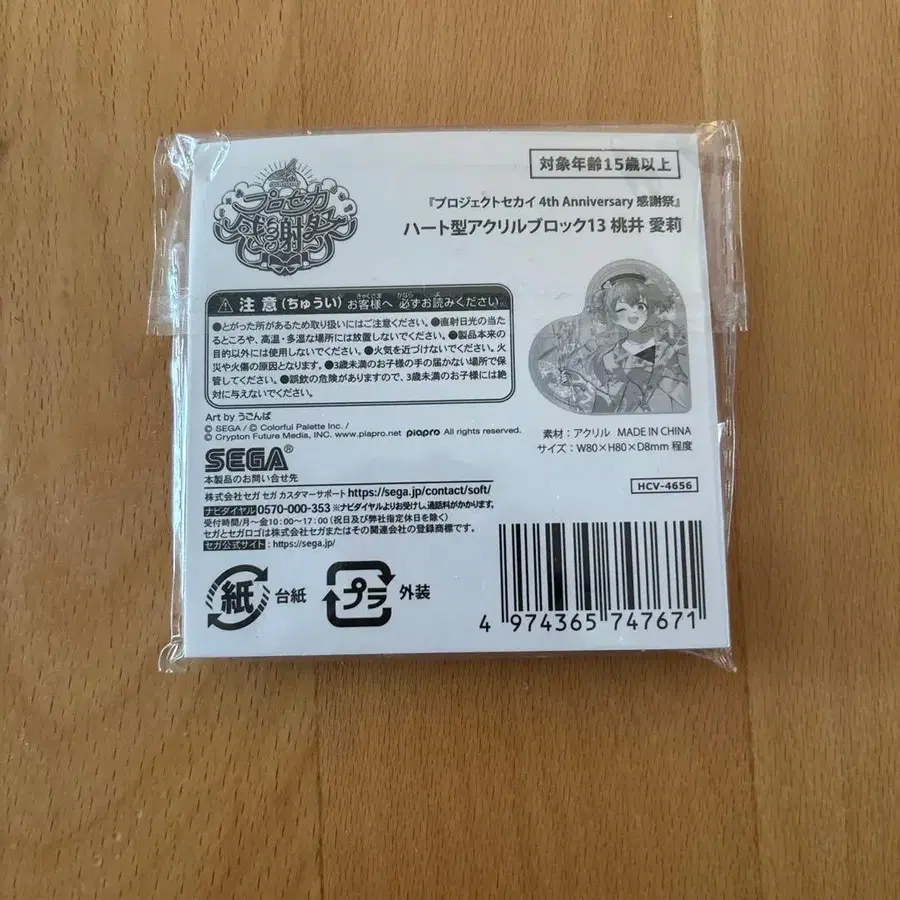 プロセカ
感謝祭
対象年齢15歳以上
『プロジェクトセカイ 4th Anniversary 感謝祭』
ハート型アクリルブロック13 桃井 愛莉
注意(ちゅうい) お客様へ 必ずお読みください
きゃくさま かなら よ
●とがった所があるため取り扱いにはご注意ください。●直射日光の当た
るところや、高温・多湿な場所には放置しないでください。●製品本来の
目的以外には使用しないでください。●火気を近づけないでください。火
災や火傷の原因となります。●3歳未満のお子様の手の届かない場所で保
管してください。●誤飲の危険がありますので、3歳未満のお子様には絶
対に与えないでください。
Art by うごんば
© SEGA / © Colorful Palette Inc. /
© Crypton Future Media, INC. www.piapro.net piapro All rights reserved.
素材:アクリル MADE IN CHINA
サイズ:W80×H80×D8mm 程度
SEGA®
本製品のお問い合せ先
株式会社セガ セガ カスタマーサポート https://sega.jp/contact/soft/
ナビダイヤル 0570-000-353 ※ナビダイヤルよりお受けし、通話料がかかります。
受付時間/月〜金10:00〜17:00(祝日及び弊社指定休日を除く)
セガとセガロゴは株式会社セガまたはその関連会社の登録商標です。
セガ公式サイト:https://sega.jp/
HCV-4656
紙 台紙
プラ 外装
4 974365 747671